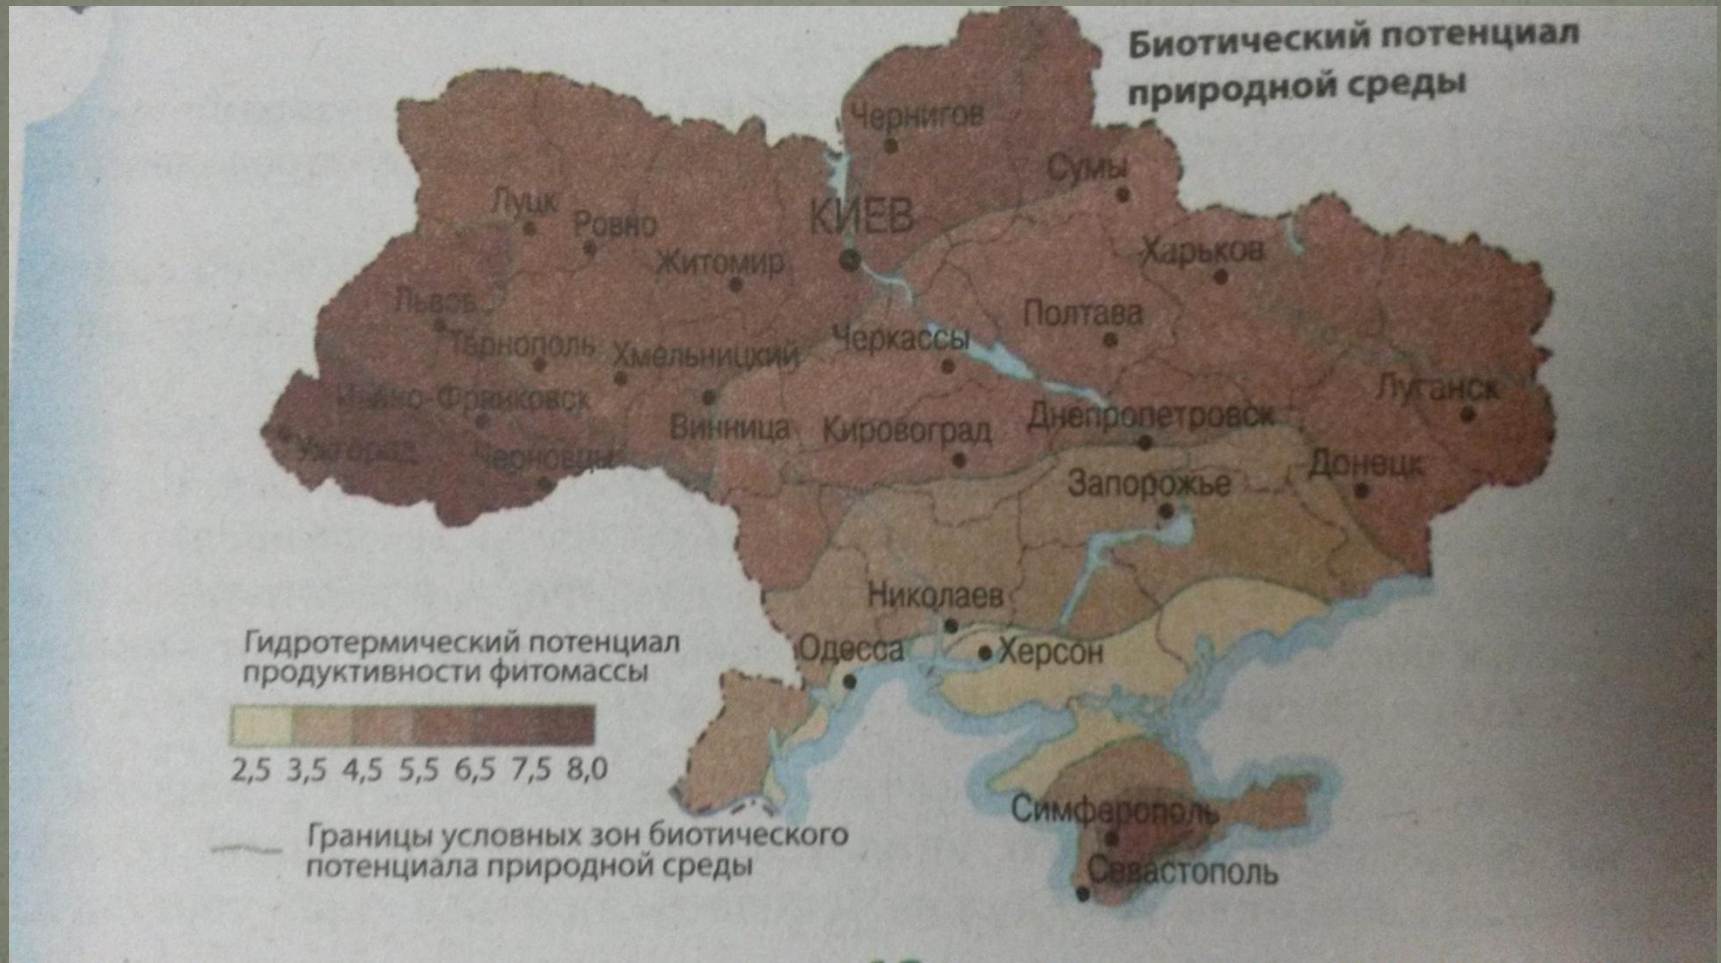 Биотический потенциал
природной среды
Чернигов
Сумы
Луцк
Ровно
КИЕВ
Житомир
Харьков
Львов
Тернополь
Хмельницкий
Черкассы
Полтава
Ивано-Франковск
Винница
Кировоград
Днепропетровск
Луганск
Ужгород
Черновцы
Запорожье
Донецк
Николаев
Одесса
Херсон
Гидротермический потенциал
продуктивности фитомассы
2,5 3,5 4,5 5,5 6,5 7,5 8,0
Симферополь
Севастополь
Границы условных зон биотического
потенциала природной среды